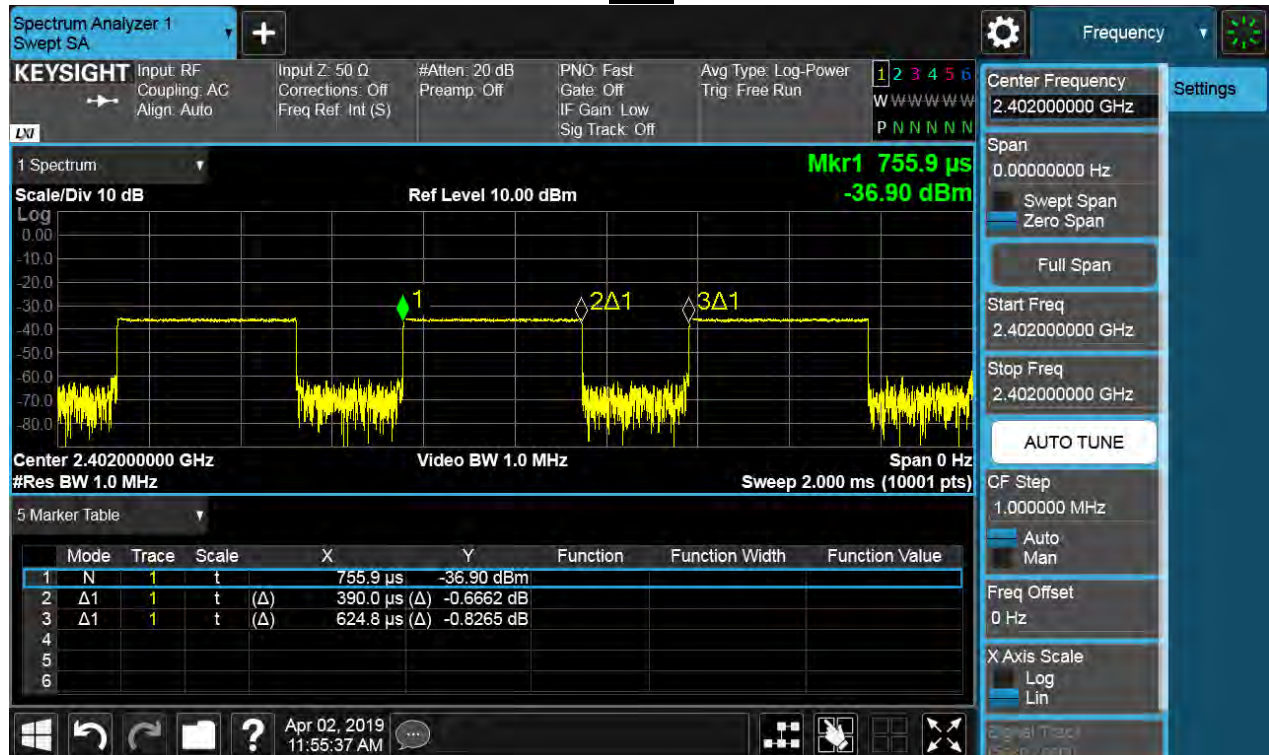 Spectrum Analyzer 1
Swept SA
+
Frequency
KEYSIGHT
LXI
Input: RF
Coupling: AC
Align: Auto
Input Z: 50 Ω
Corrections: Off
Freq Ref: Int (S)
#Atten: 20 dB
Preamp: Off
PNO: Fast
Gate: Off
IF Gain: Low
Sig Track: Off
Avg Type: Log-Power
Trig: Free Run
1 2 3 4 5 6
W W W W W W
P N N N N N
1 Spectrum
Mkr1 755.9 µs
-36.90 dBm
Scale/Div 10 dB
Ref Level 10.00 dBm
Log
0.00
-10.0
-20.0
-30.0
-40.0
-50.0
-60.0
-70.0
-80.0
1
2Δ1
3Δ1
Center 2.402000000 GHz
Video BW 1.0 MHz
Span 0 Hz
#Res BW 1.0 MHz
Sweep 2.000 ms (10001 pts)
5 Marker Table
Mode Trace Scale X Y Function Function Width Function Value
1 N 1 t 755.9 µs -36.90 dBm
2 Δ1 1 t (Δ) 390.0 µs (Δ) -0.6662 dB
3 Δ1 1 t (Δ) 624.8 µs (Δ) -0.8265 dB
4
5
6
?
Apr 02, 2019
11:55:37 AM
Center Frequency
2.402000000 GHz
Settings
Span
0.00000000 Hz
Swept Span
Zero Span
Full Span
Start Freq
2.402000000 GHz
Stop Freq
2.402000000 GHz
AUTO TUNE
CF Step
1.000000 MHz
Auto
Man
Freq Offset
0 Hz
X Axis Scale
Log
Lin
Signal Track